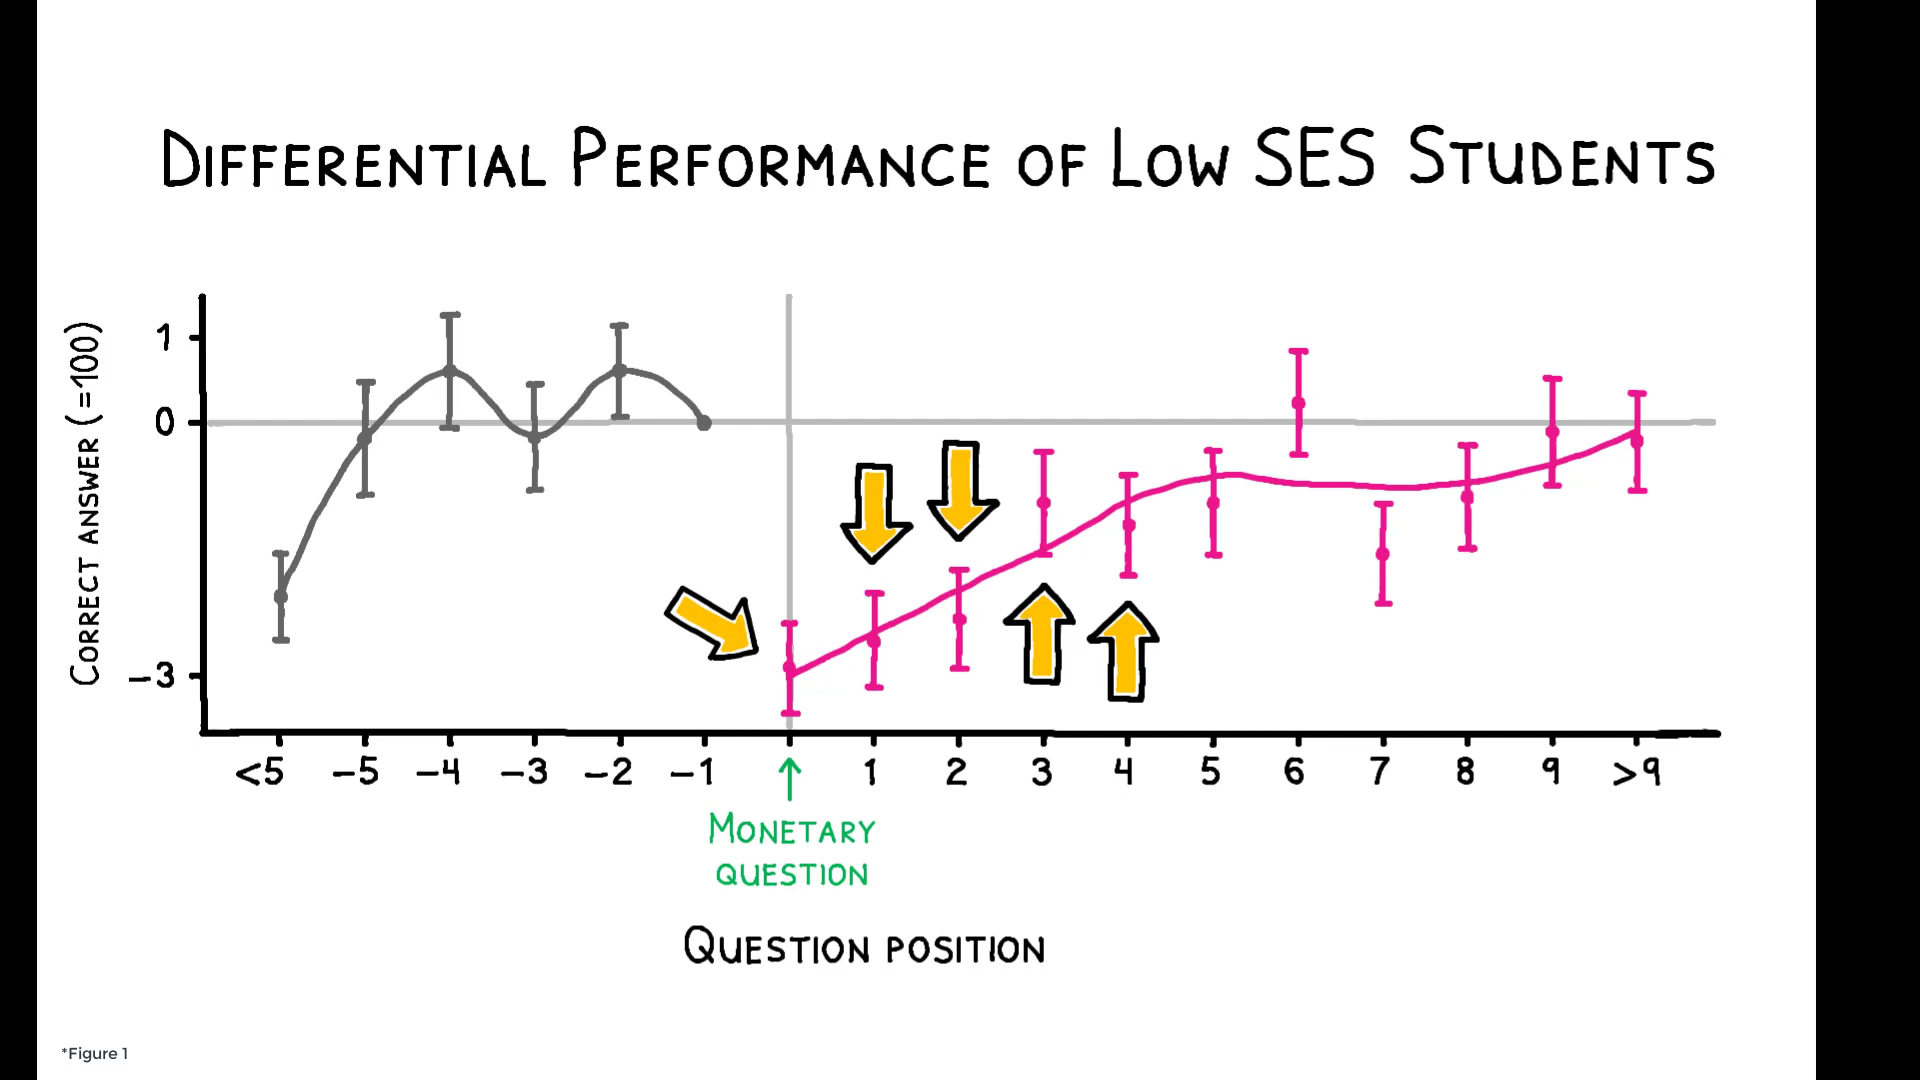 DIFFERENTIAL PERFORMANCE OF LOW SES STUDENTS
CORRECT ANSWER (=100)
1
0
-3
<5 -5 -4 -3 -2 -1 1 2 3 4 5 6 7 8 9 >9
MONETARY
QUESTION
QUESTION POSITION
*Figure 1